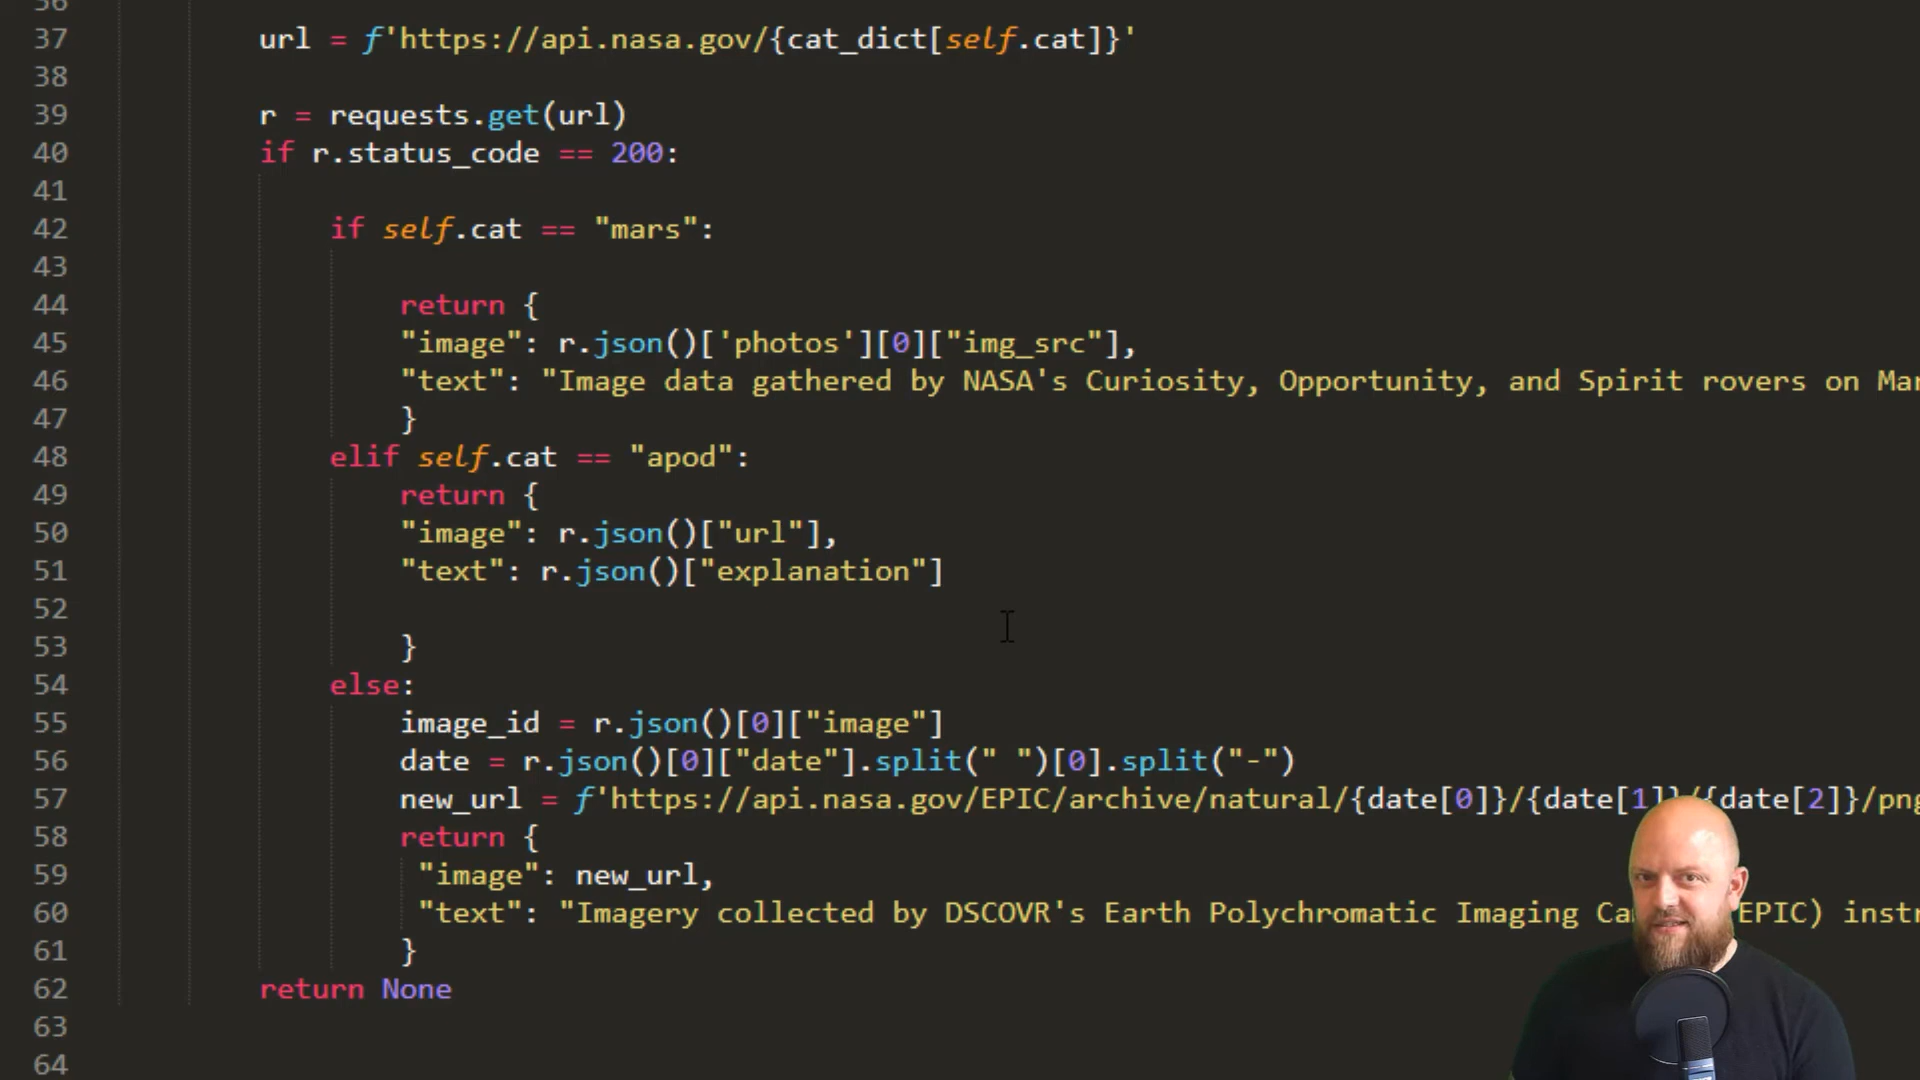 36
37 url = f'https://api.nasa.gov/{cat_dict[self.cat]}'
38
39 r = requests.get(url)
40 if r.status_code == 200:
41
42 if self.cat == "mars":
43
44 return {
45 "image": r.json()['photos'][0]["img_src"],
46 "text": "Image data gathered by NASA's Curiosity, Opportunity, and Spirit rovers on Mar
47 }
48 elif self.cat == "apod":
49 return {
50 "image": r.json()["url"],
51 "text": r.json()["explanation"]
52
53 }
54 else:
55 image_id = r.json()[0]["image"]
56 date = r.json()[0]["date"].split(" ")[0].split("-")
57 new_url = f'https://api.nasa.gov/EPIC/archive/natural/{date[0]}/{date[1]}/{date[2]}/png
58 return {
59 "image": new_url,
60 "text": "Imagery collected by DSCOVR's Earth Polychromatic Imaging Ca EPIC) instr
61 }
62 return None
63
64